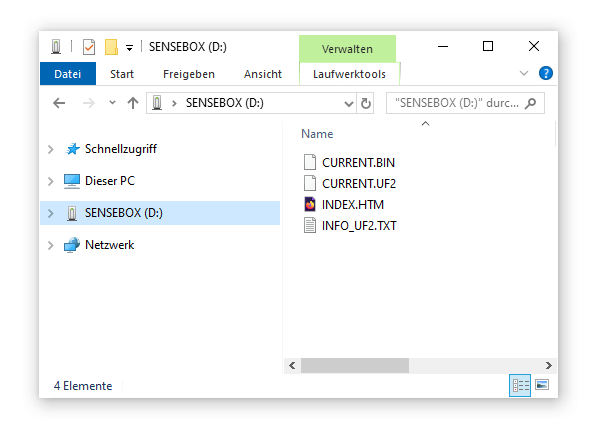 SENSEBOX (D:)
Verwalten
Datei Start Freigeben Ansicht Laufwerktools
SENSEBOX (D:)
"SENSEBOX (D:)" durc...
Name
Schnellzugriff
Dieser PC
SENSEBOX (D:)
Netzwerk
CURRENT.BIN
CURRENT.UF2
INDEX.HTM
INFO_UF2.TXT
4 Elemente